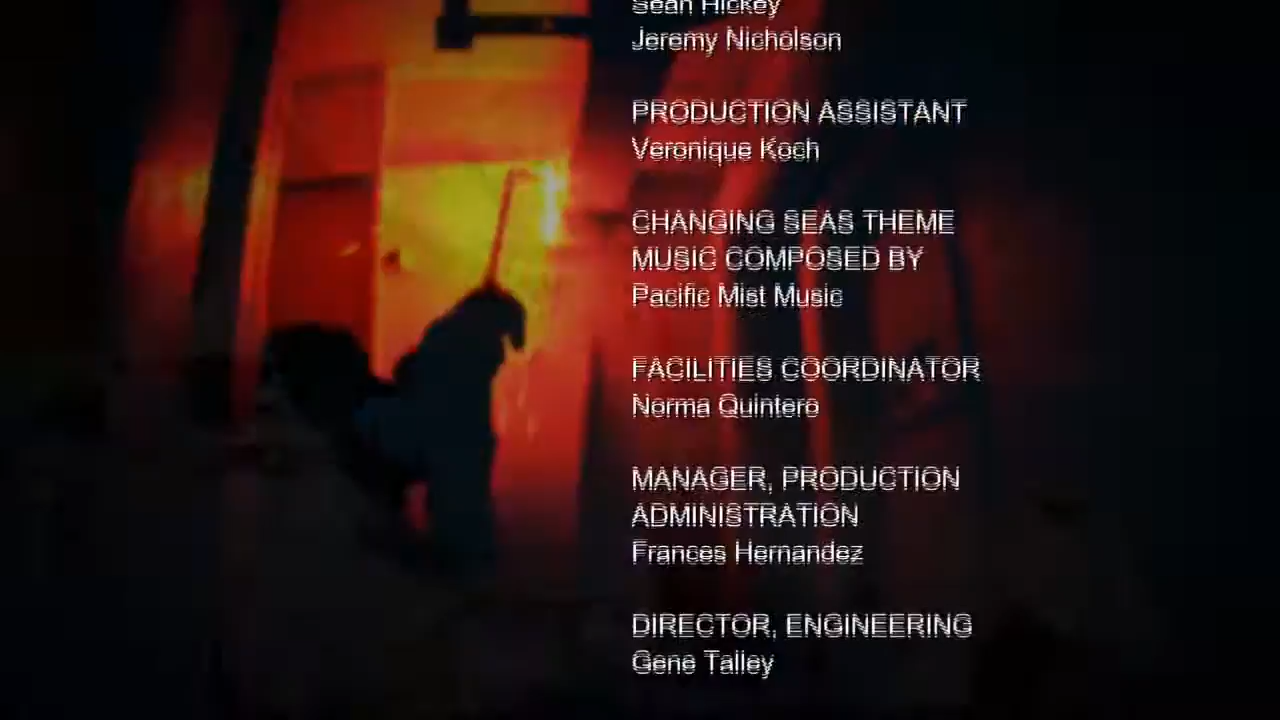 Sean Hickey
Jeremy Nicholson
PRODUCTION ASSISTANT
Veronique Koch
CHANGING SEAS THEME
MUSIC COMPOSED BY
Pacific Mist Music
FACILITIES COORDINATOR
Norma Quintero
MANAGER, PRODUCTION
ADMINISTRATION
Frances Hernandez
DIRECTOR, ENGINEERING
Gene Talley